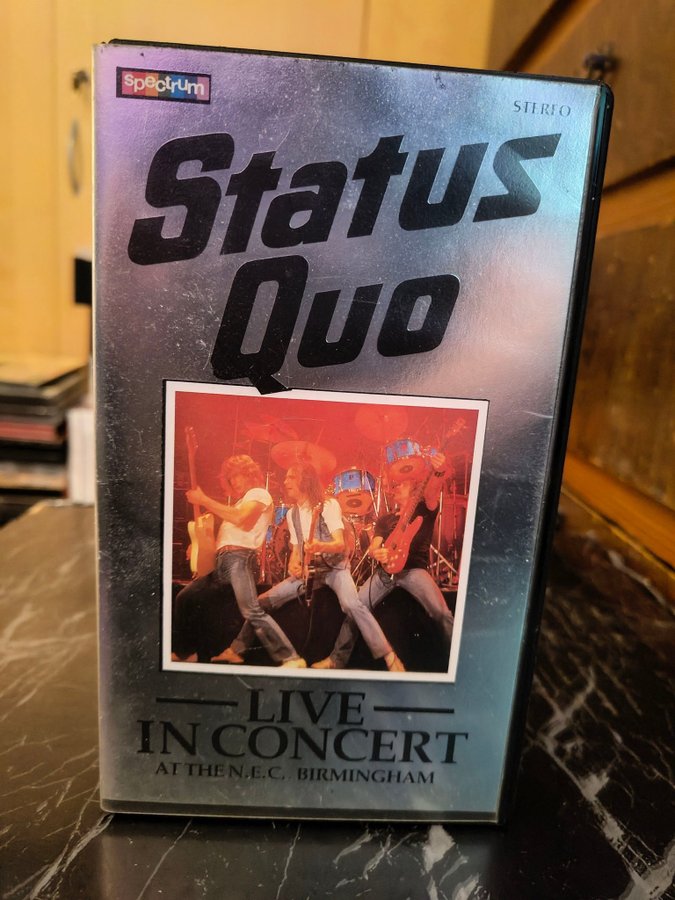 spectrum
STEREO
Status
Quo
LIVE
IN CONCERT
AT THE N.E.C. BIRMINGHAM